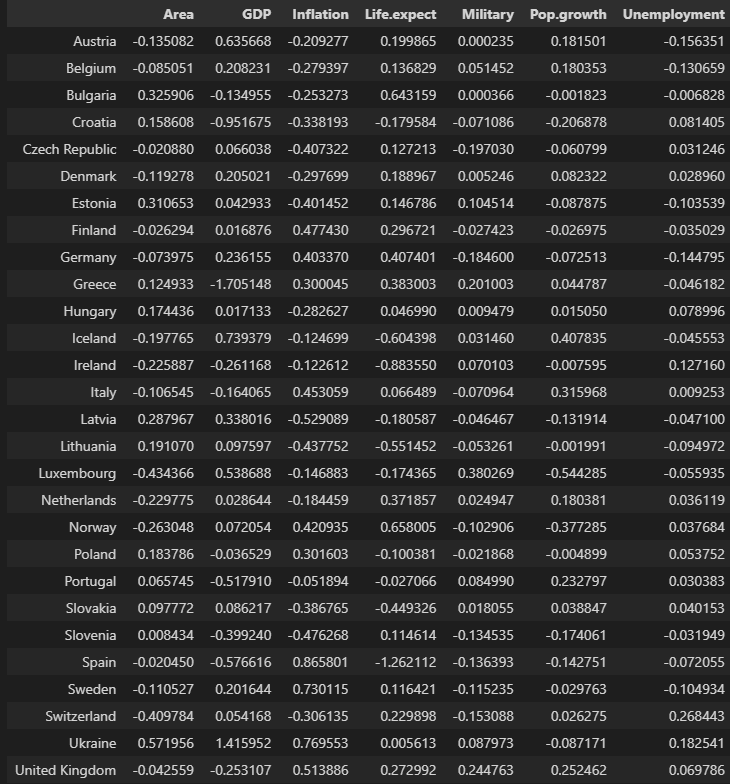 Area GDP Inflation Life.expect Military Pop.growth Unemployment
Austria -0.135082 0.635668 -0.209277 0.199865 0.000235 0.181501 -0.156351
Belgium -0.085051 0.208231 -0.279397 0.136829 0.051452 0.180353 -0.130659
Bulgaria 0.325906 -0.134955 -0.253273 0.643159 0.000366 -0.001823 -0.006828
Croatia 0.158608 -0.951675 -0.338193 -0.179584 -0.071086 -0.206878 0.081405
Czech Republic -0.020880 0.066038 -0.407322 0.127213 -0.197030 -0.060799 0.031246
Denmark -0.119278 0.205021 -0.297699 0.188967 0.005246 0.082322 0.028960
Estonia 0.310653 0.042933 -0.401452 0.146786 0.104514 -0.087875 -0.103539
Finland -0.026294 0.016876 0.477430 0.296721 -0.027423 -0.026975 -0.035029
Germany -0.073975 0.236155 0.403370 0.407401 -0.184600 -0.072513 -0.144795
Greece 0.124933 -1.705148 0.300045 0.383003 0.201003 0.044787 -0.046182
Hungary 0.174436 0.017133 -0.282627 0.046990 0.009479 0.015050 0.078996
Iceland -0.197765 0.739379 -0.124699 -0.604398 0.031460 0.407835 -0.045553
Ireland -0.225887 -0.261168 -0.122612 -0.883550 0.070103 -0.007595 0.127160
Italy -0.106545 -0.164065 0.453059 0.066489 -0.070964 0.315968 0.009253
Latvia 0.287967 0.338016 -0.529089 -0.180587 -0.046467 -0.131914 -0.047100
Lithuania 0.191070 0.097597 -0.437752 -0.551452 -0.053261 -0.001991 -0.094972
Luxembourg -0.434366 0.538688 -0.146883 -0.174365 0.380269 -0.544285 -0.055935
Netherlands -0.229775 0.028644 -0.184459 0.371857 0.024947 0.180381 0.036119
Norway -0.263048 0.072054 0.420935 0.658005 -0.102906 -0.377285 0.037684
Poland 0.183786 -0.036529 0.301603 -0.100381 -0.021868 -0.004899 0.053752
Portugal 0.065745 -0.517910 -0.051894 -0.027066 0.084990 0.232797 0.030383
Slovakia 0.097772 0.086217 -0.386765 -0.449326 0.018055 0.038847 0.040153
Slovenia 0.008434 -0.399240 -0.476268 0.114614 -0.134535 -0.174061 -0.031949
Spain -0.020450 -0.576616 0.865801 -1.262112 -0.136393 -0.142751 -0.072055
Sweden -0.110527 0.201644 0.730115 0.116421 -0.115235 -0.029763 -0.104934
Switzerland -0.409784 0.054168 -0.306135 0.229898 -0.153088 0.026275 0.268443
Ukraine 0.571956 1.415952 0.769553 0.005613 0.087973 -0.087171 0.182541
United Kingdom -0.042559 -0.253107 0.513886 0.272992 0.244763 0.252462 0.069786